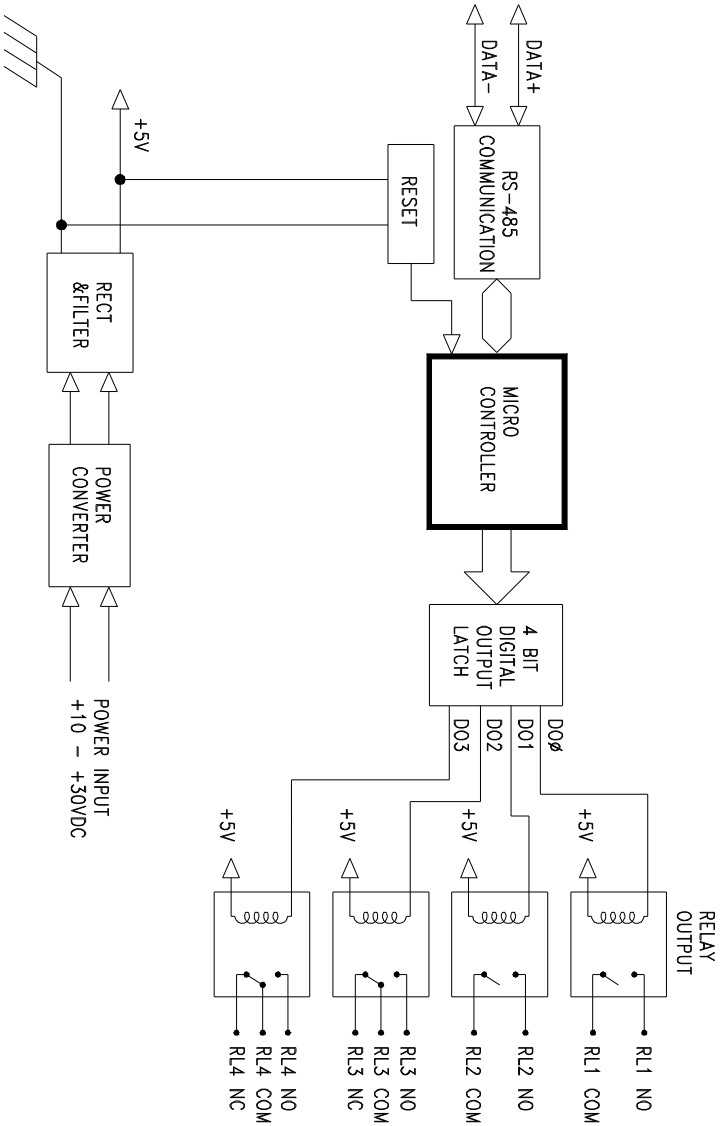 DATA+
DATA-
RS-485
COMMUNICATION
RESET
+5V
RECT
&FILTER
MICRO
CONTROLLER
POWER
CONVERTER
POWER INPUT
+10 - +30VDC
4 BIT
DIGITAL
OUTPUT
LATCH
DOØ
DO1
DO2
DO3
RELAY
OUTPUT
+5V
+5V
+5V
+5V
RL1 NO
RL1 COM
RL2 NO
RL2 COM
RL3 NO
RL3 COM
RL3 NC
RL4 NO
RL4 COM
RL4 NC